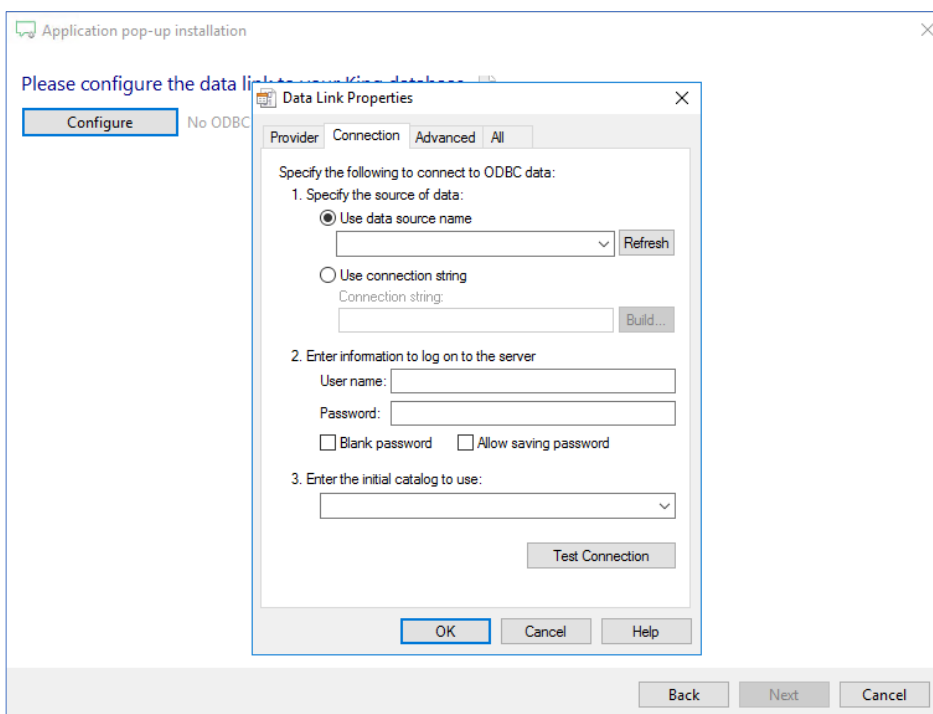 Application pop-up installation
Please configure the data li
Configure
No ODBC
Data Link Properties
Provider
Connection
Advanced
All
Specify the following to connect to ODBC data:
1. Specify the source of data:
Use data source name
Refresh
Use connection string
Connection string:
Build...
2. Enter information to log on to the server
User name:
Password:
Blank password
Allow saving password
3. Enter the initial catalog to use:
Test Connection
OK
Cancel
Help
Back
Next
Cancel